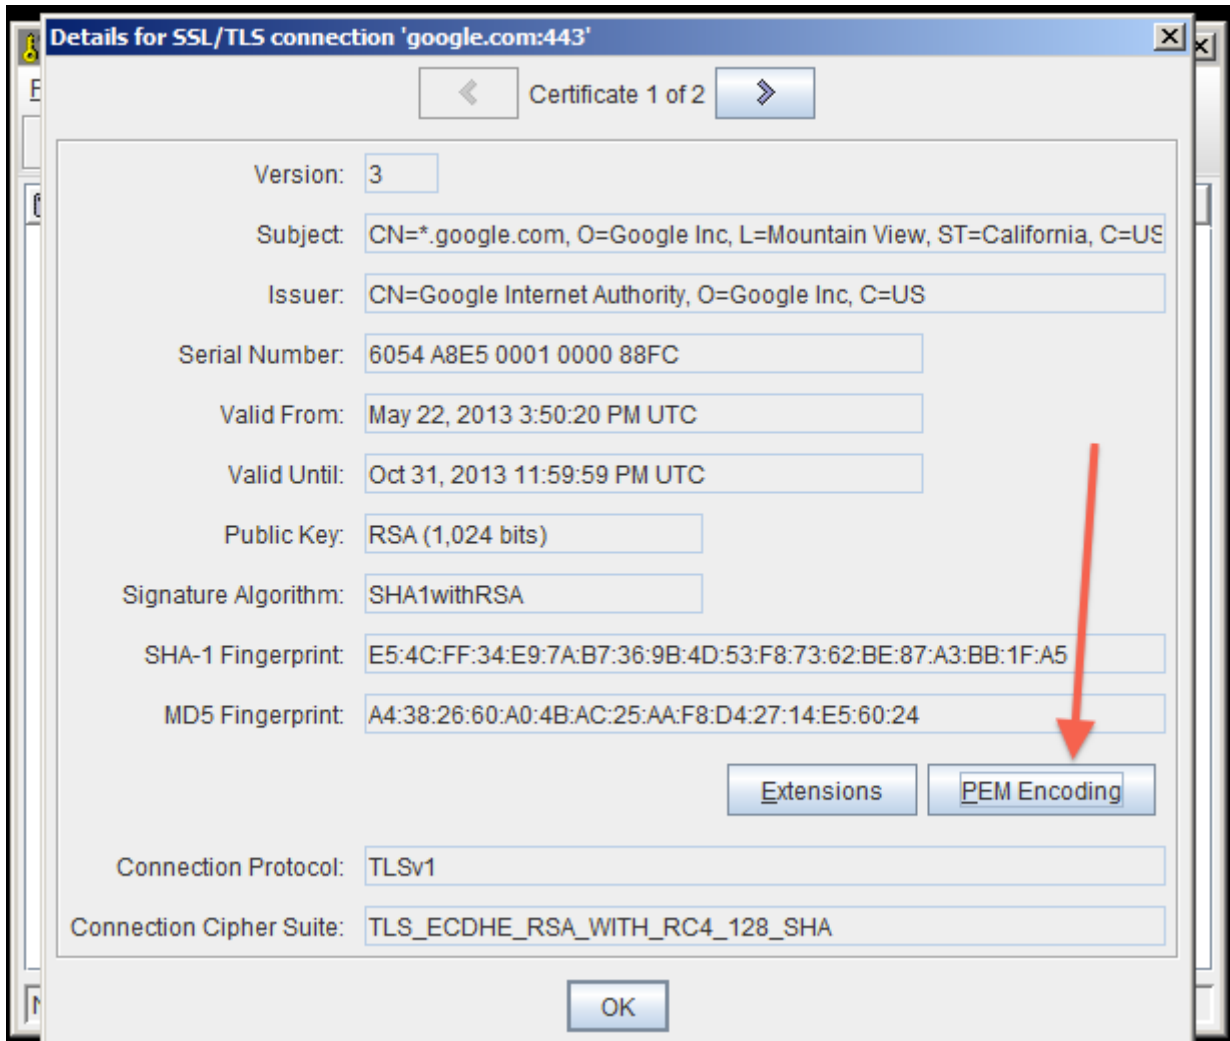 Details for SSL/TLS connection 'google.com:443'
Certificate 1 of 2
Version: 3
Subject: CN=*.google.com, O=Google Inc, L=Mountain View, ST=California, C=US
Issuer: CN=Google Internet Authority, O=Google Inc, C=US
Serial Number: 6054 A8E5 0001 0000 88FC
Valid From: May 22, 2013 3:50:20 PM UTC
Valid Until: Oct 31, 2013 11:59:59 PM UTC
Public Key: RSA (1,024 bits)
Signature Algorithm: SHA1withRSA
SHA-1 Fingerprint: E5:4C:FF:34:E9:7A:B7:36:9B:4D:53:F8:73:62:BE:87:A3:BB:1F:A5
MD5 Fingerprint: A4:38:26:60:A0:4B:AC:25:AA:F8:D4:27:14:E5:60:24
Extensions PEM Encoding
Connection Protocol: TLSv1
Connection Cipher Suite: TLS_ECDHE_RSA_WITH_RC4_128_SHA
OK